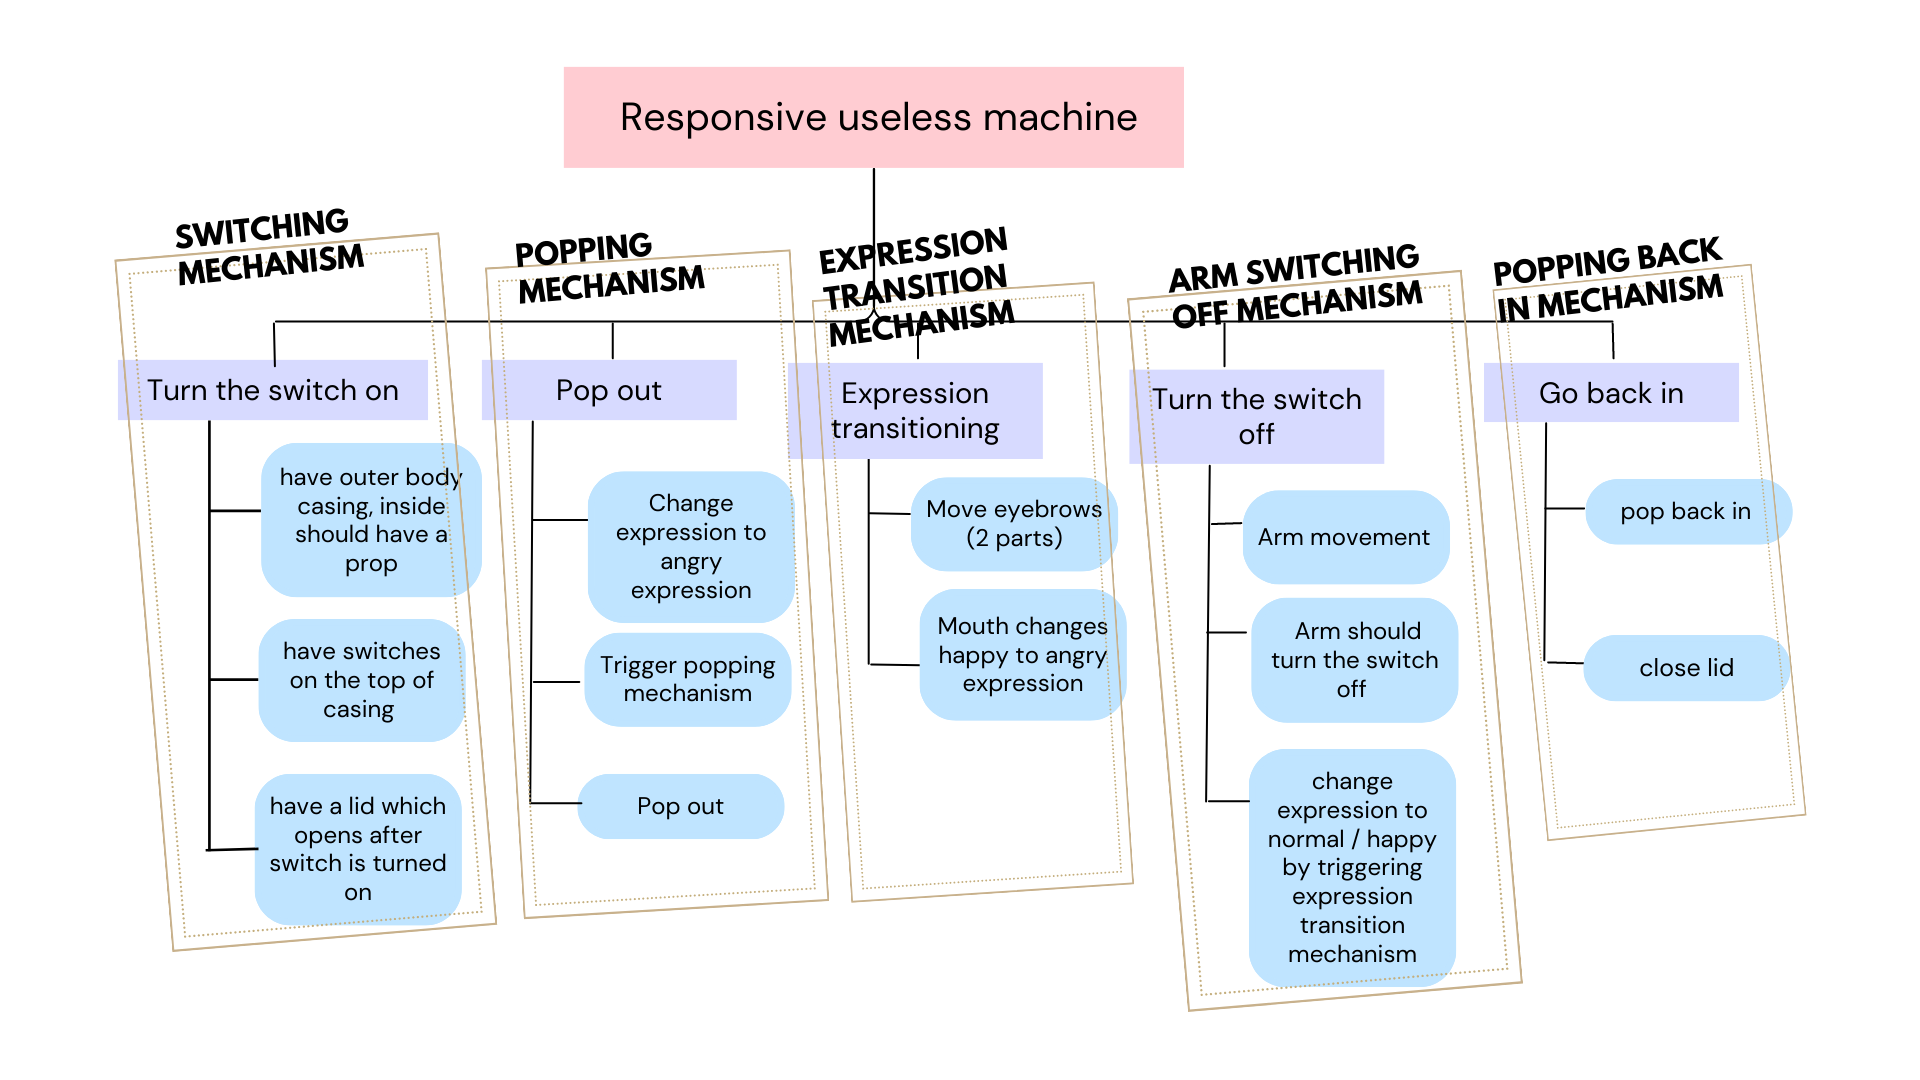 Responsive useless machine
SWITCHING
MECHANISM
Turn the switch on
have outer body
casing, inside
should have a
prop
have switches
on the top of
casing
have a lid which
opens after
switch is turned
on
POPPING
MECHANISM
Pop out
Change
expression to
angry
expression
Trigger popping
mechanism
Pop out
EXPRESSION
TRANSITION
MECHANISM
Expression
transitioning
Move eyebrows
(2 parts)
Mouth changes
happy to angry
expression
ARM SWITCHING
OFF MECHANISM
Turn the switch
off
Arm movement
Arm should
turn the switch
off
change
expression to
normal / happy
by triggering
expression
transition
mechanism
POPPING BACK
IN MECHANISM
Go back in
pop back in
close lid